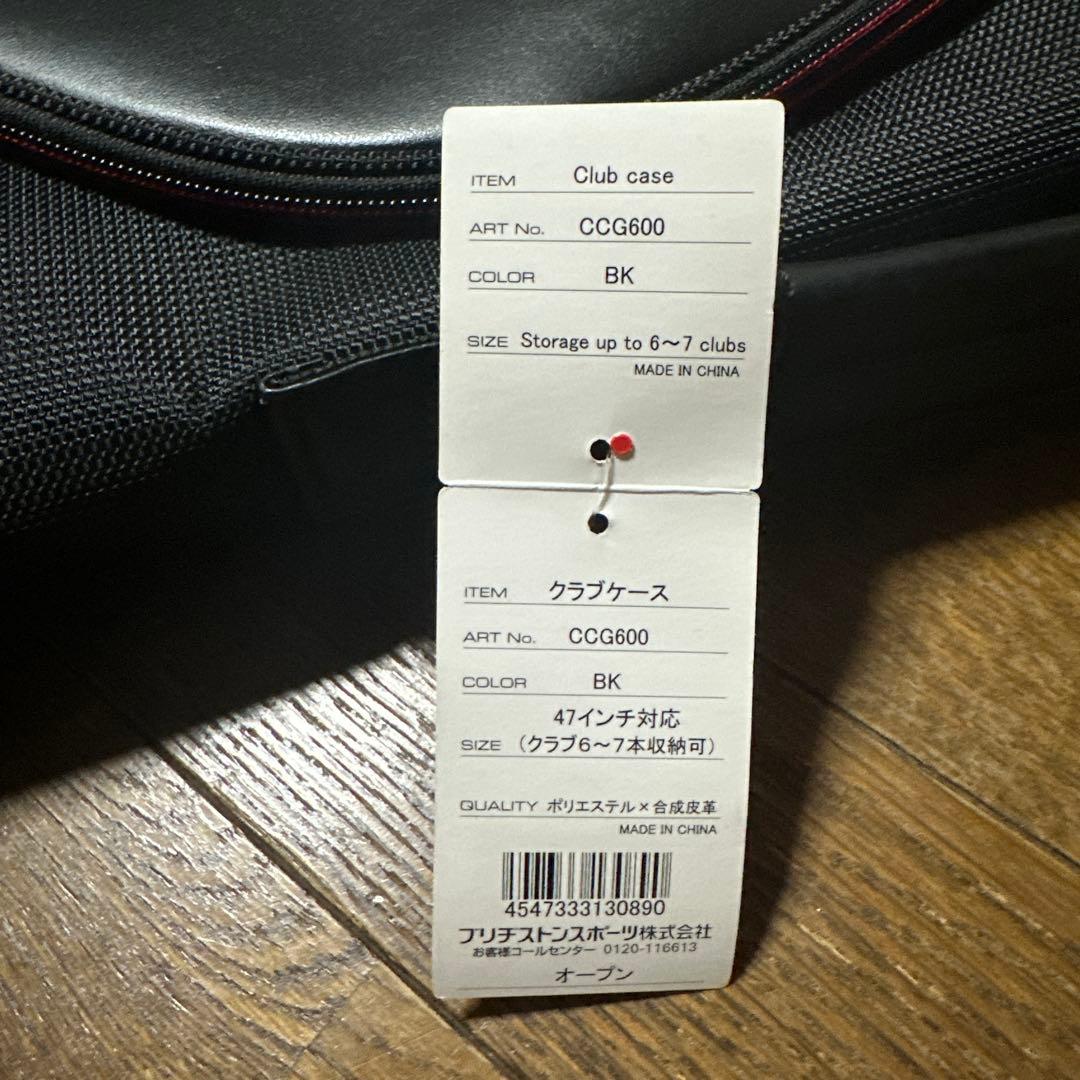 ITEM Club case
ART No. CCG600
COLOR BK
SIZE Storage up to 6～7 clubs
MADE IN CHINA
ITEM クラブケース
ART No. CCG600
COLOR BK
47インチ対応
SIZE （クラブ6～7本収納可）
QUALITY ポリエステル×合成皮革
MADE IN CHINA
4547333130890
ブリヂストンスポーツ株式会社
お客様コールセンター 0120-116613
オープン